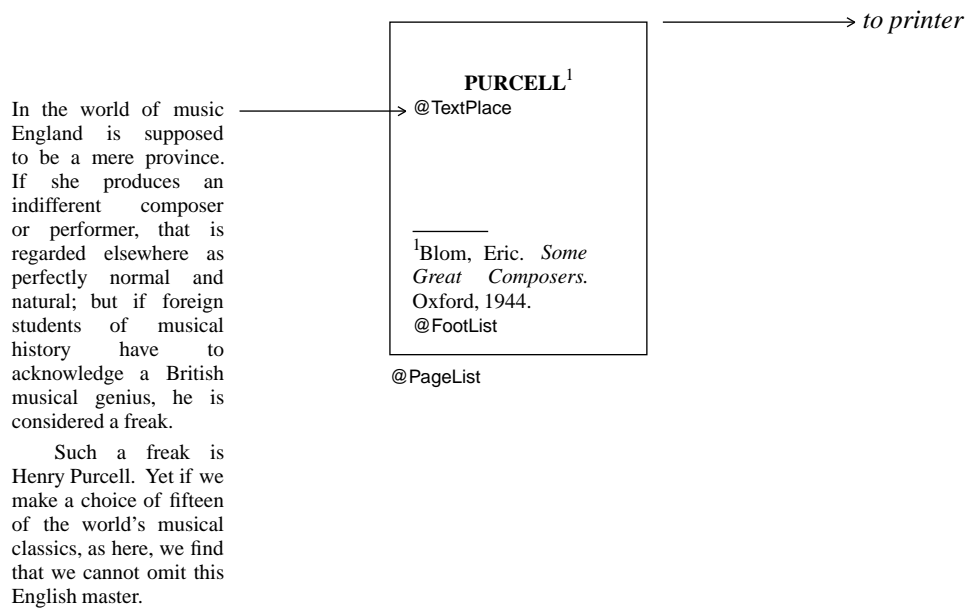 to printer
PURCELL1
@TextPlace
In the world of music
England is supposed
to be a mere province.
If she produces an
indifferent composer
or performer, that is
regarded elsewhere as
perfectly normal and
natural; but if foreign
students of musical
history have to
acknowledge a British
musical genius, he is
considered a freak.
Such a freak is
Henry Purcell. Yet if we
make a choice of fifteen
of the world's musical
classics, as here, we find
that we cannot omit this
English master.
1Blom, Eric. Some
Great Composers.
Oxford, 1944.
@FootList
@PageList